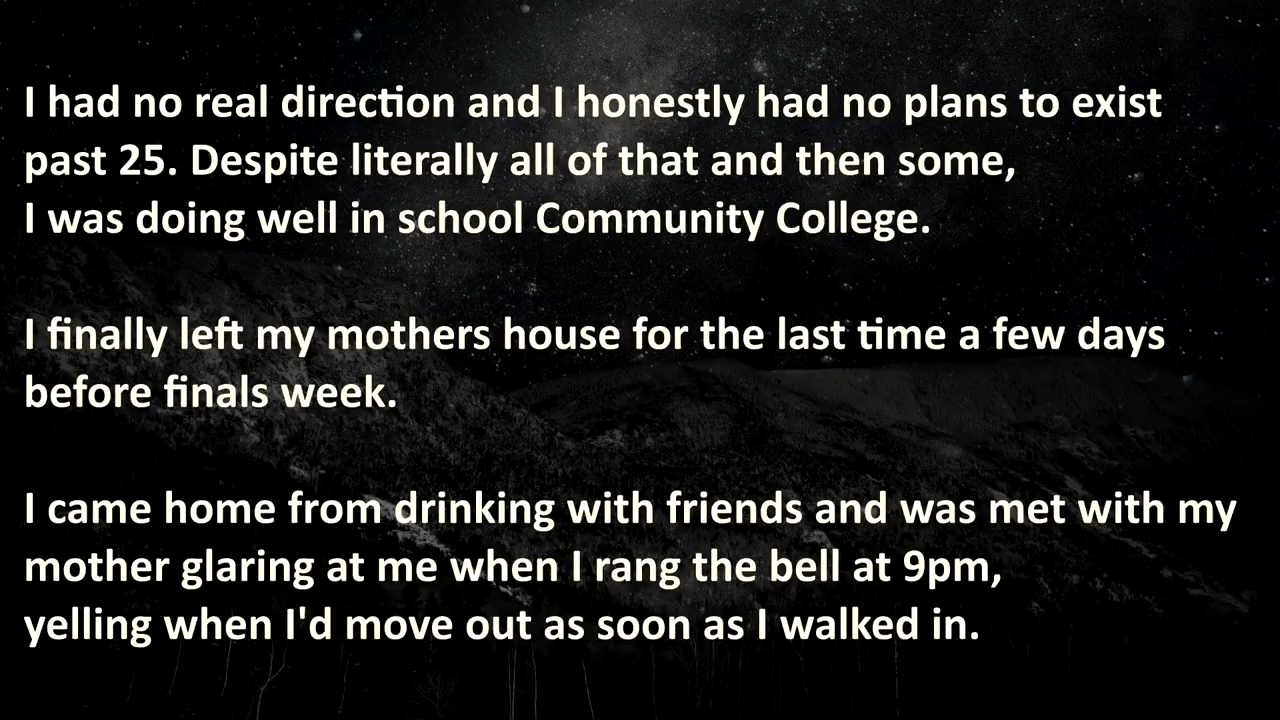 I had no real direction and I honestly had no plans to exist
past 25. Despite literally all of that and then some,
I was doing well in school Community College.
I finally left my mothers house for the last time a few days
before finals week.
I came home from drinking with friends and was met with my
mother glaring at me when I rang the bell at 9pm,
yelling when I'd move out as soon as I walked in.